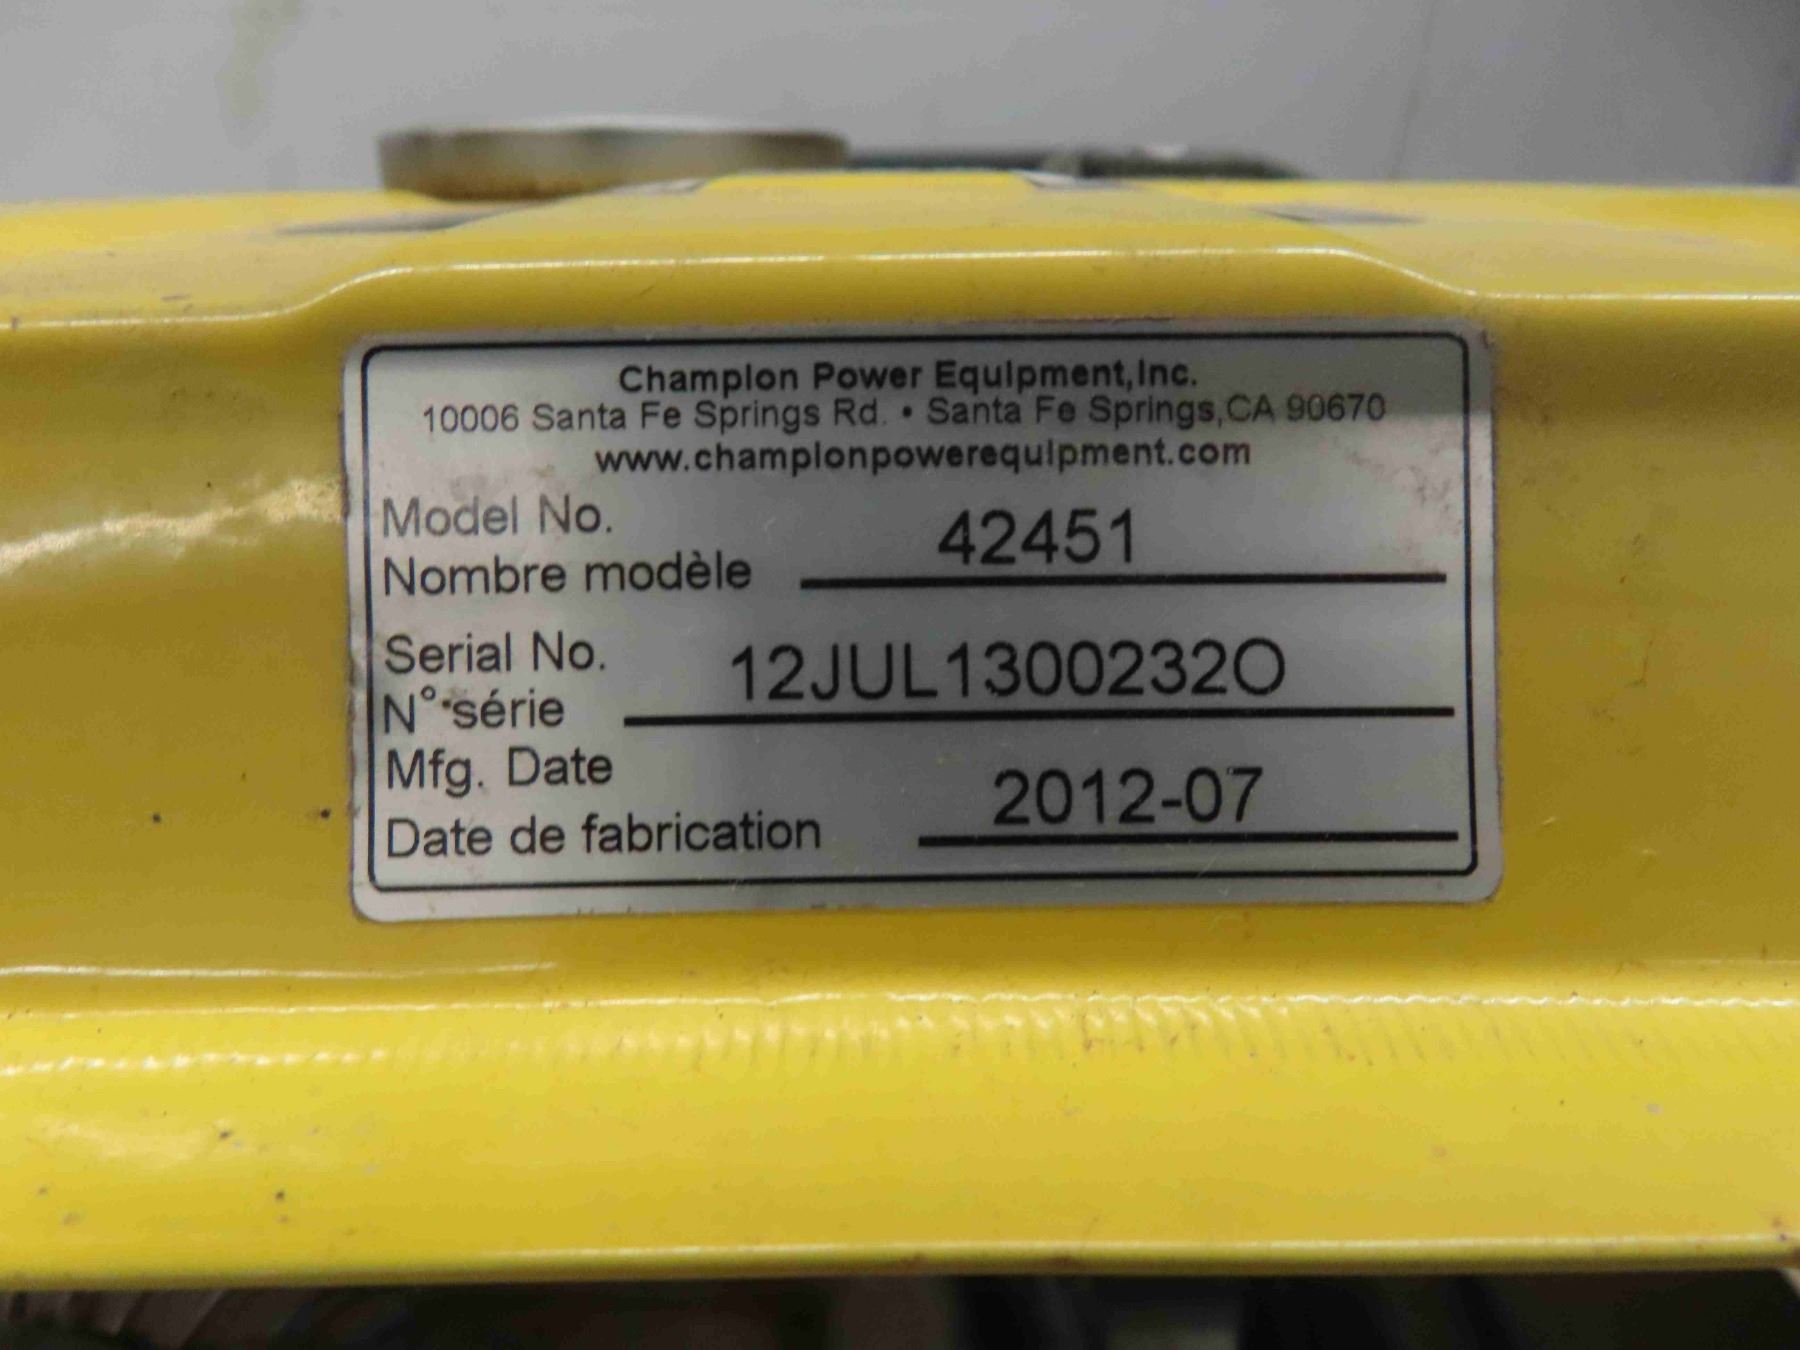 Champion Power Equipment,Inc.
10006 Santa Fe Springs Rd. • Santa Fe Springs,CA 90670
www.championpowerequipment.com
Model No.
Nombre modèle 42451
Serial No.
N° série 12JUL1300232O
Mfg. Date
Date de fabrication 2012-07